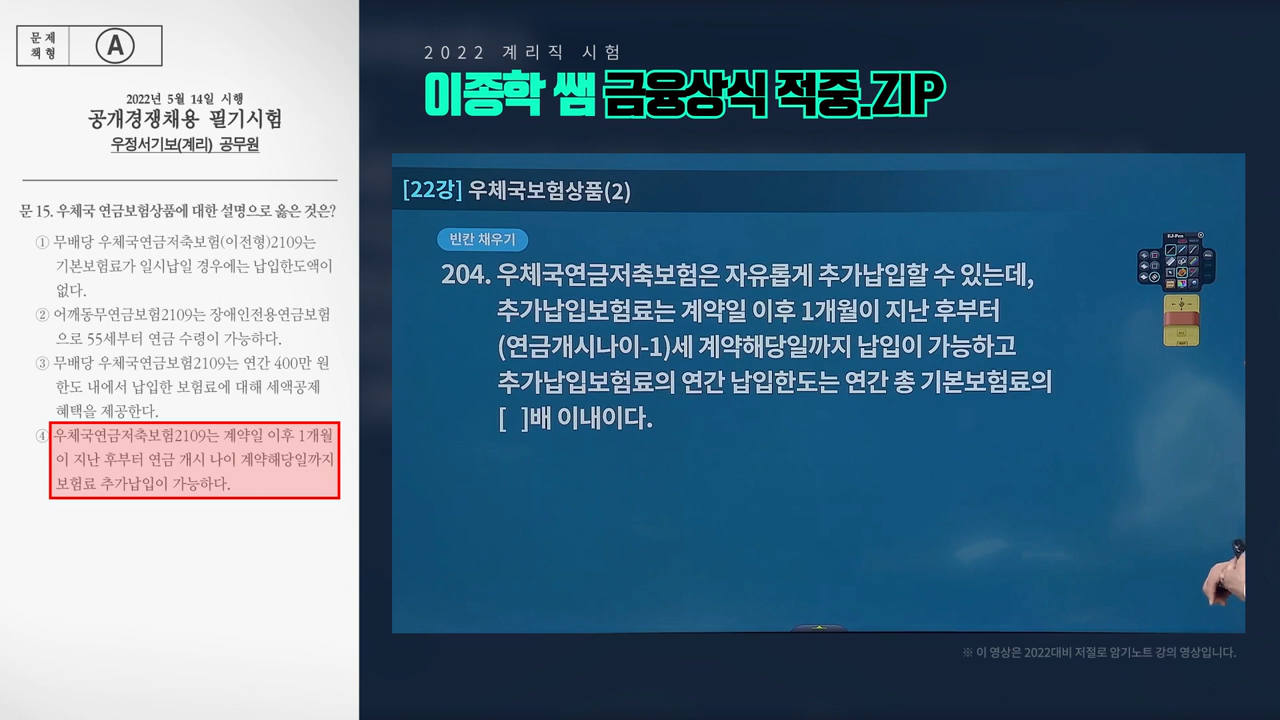 문 제
책 형
A
2022년 5월 14일 시행
공개경쟁채용 필기시험
우정서기보(계리) 공무원
문 15. 우체국 연금보험상품에 대한 설명으로 옳은 것은?
① 무배당 우체국연금저축보험(이전형)2109는
기본보험료가 일시납일 경우에는 납입한도액이
없다.
② 어깨동무연금보험2109는 장애인전용연금보험
으로 55세부터 연금 수령이 가능하다.
③ 무배당 우체국연금보험2109는 연간 400만 원
한도 내에서 납입한 보험료에 대해 세액공제
혜택을 제공한다.
④ 우체국연금저축보험2109는 계약일 이후 1개월
이 지난 후부터 연금 개시 나이 계약해당일까지
보험료 추가납입이 가능하다.
2022 계리직 시험
이종학 쌤 금융상식 적중.ZIP
[22강] 우체국보험상품(2)
빈칸 채우기
204. 우체국연금저축보험은 자유롭게 추가납입할 수 있는데,
추가납입보험료는 계약일 이후 1개월이 지난 후부터
(연금개시나이-1)세 계약해당일까지 납입이 가능하고
추가납입보험료의 연간 납입한도는 연간 총 기본보험료의
[ ]배 이내이다.
※ 이 영상은 2022대비 저절로 암기노트 강의 영상입니다.